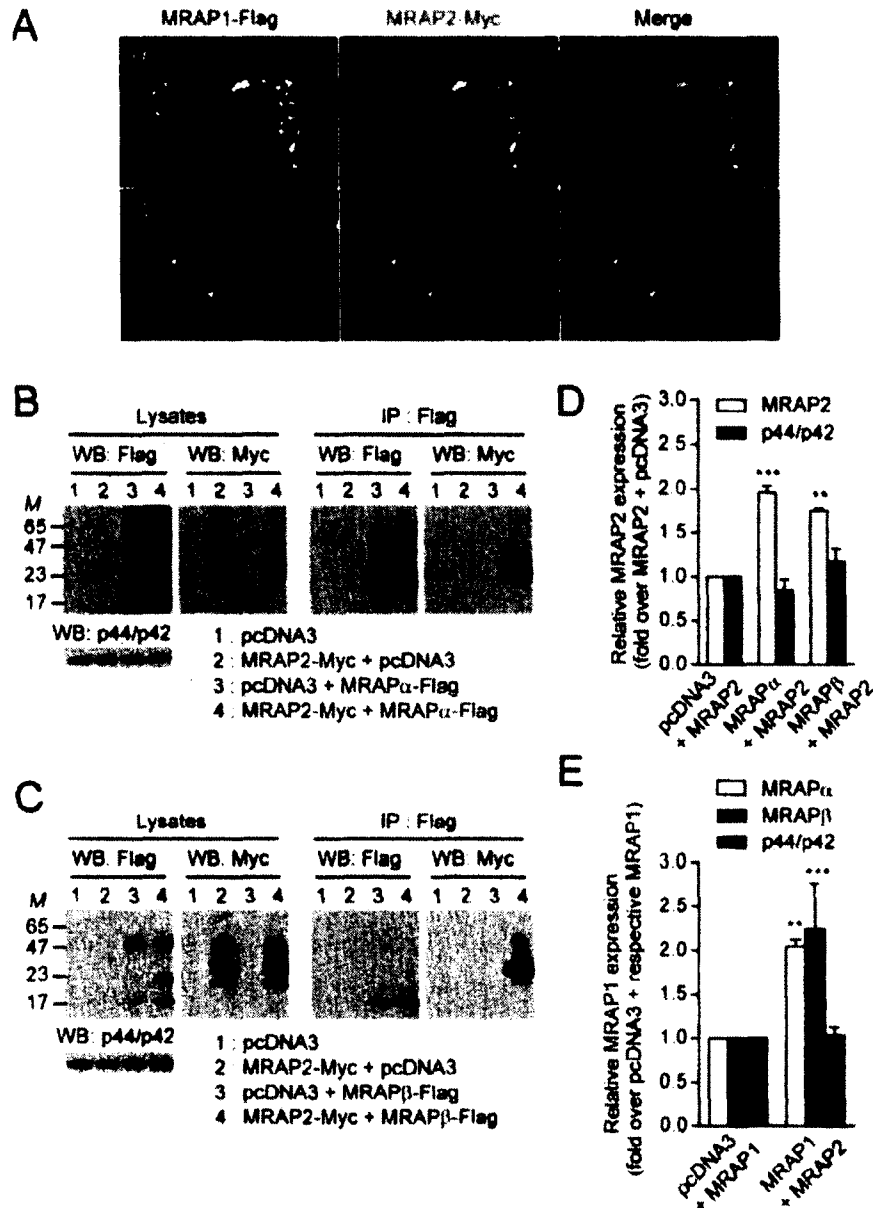 A
MRAP1-Flag MRAP2-Myc Merge
B
Lysates IP : Flag
WB: Flag WB: Myc WB: Flag WB: Myc
1 2 3 4 1 2 3 4 1 2 3 4 1 2 3 4
M
65
47
23
17
WB: p44/p42
1 : pcDNA3
2 : MRAP2-Myc + pcDNA3
3 : pcDNA3 + MRAPα-Flag
4 : MRAP2-Myc + MRAPα-Flag
C
Lysates IP : Flag
WB: Flag WB: Myc WB: Flag WB: Myc
1 2 3 4 1 2 3 4 1 2 3 4 1 2 3 4
M
65
47
23
17
WB: p44/p42
1 : pcDNA3
2 : MRAP2-Myc + pcDNA3
3 : pcDNA3 + MRAPβ-Flag
4 : MRAP2-Myc + MRAPβ-Flag
D
Relative MRAP2 expression
(fold over MRAP2 + pcDNA3)
3.0
2.5
2.0
1.5
1.0
0.5
0.0
MRAP2
p44/p42
***
**
pcDNA3
+ MRAP2
MRAPα
+ MRAP2
MRAPβ
+ MRAP2
E
Relative MRAP1 expression
(fold over pcDNA3 + respective MRAP1)
3.0
2.5
2.0
1.5
1.0
0.5
0.0
MRAPα
MRAPβ
p44/p42
**
***
pcDNA3
+ MRAP1
MRAP1
+ MRAP2